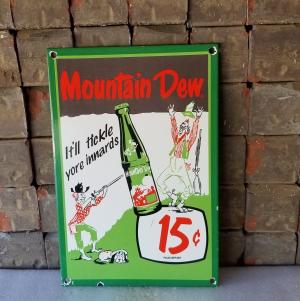 Mountain Dew
It'll tickle
yore innards
15¢